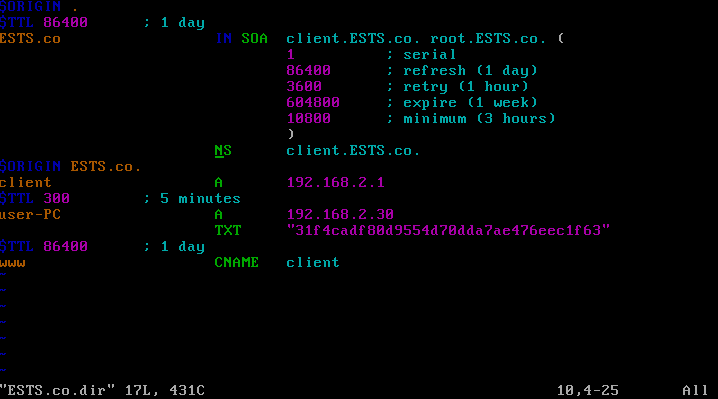 $ORIGIN .
$TTL 86400 ; 1 day
ESTS.co IN SOA client.ESTS.co. root.ESTS.co. (
1 ; serial
86400 ; refresh (1 day)
3600 ; retry (1 hour)
604800 ; expire (1 week)
10800 ; minimum (3 hours)
)
NS client.ESTS.co.
$ORIGIN ESTS.co.
client A 192.168.2.1
$TTL 300 ; 5 minutes
user-PC A 192.168.2.30
TXT "31f4cadf80d9554d70dda7ae476eec1f63"
$TTL 86400 ; 1 day
www CNAME client
~
~
~
~
~
~
~
"ESTS.co.dir" 17L, 431C 10,4-25 All